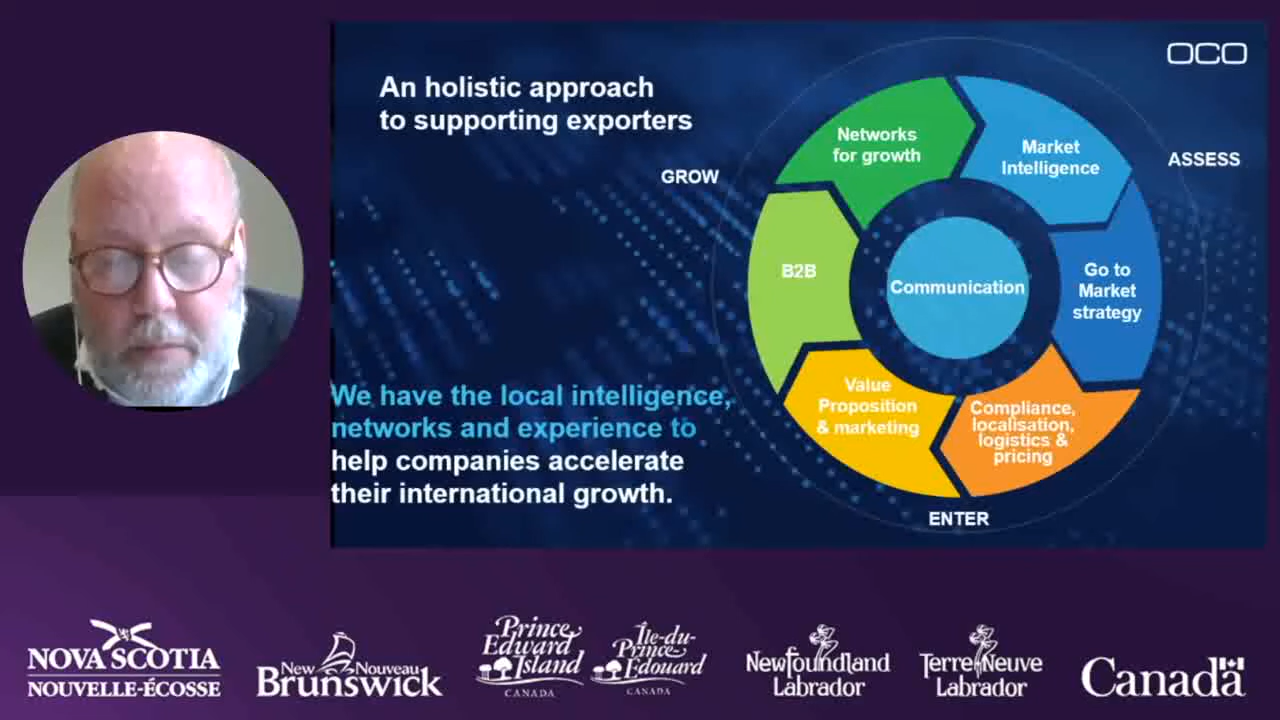 An holistic approach
to supporting exporters
OCO
GROW
ASSESS
ENTER
Networks
for growth
Market
Intelligence
Go to
Market
strategy
Compliance,
localisation,
logistics &
pricing
Value
Proposition
& marketing
B2B
Communication
We have the local intelligence,
networks and experience to
help companies accelerate
their international growth.
NOVA SCOTIA
NOUVELLE-ÉCOSSE
New Nouveau
Brunswick
Prince
Edward
Island
CANADA
Île-du-
Prince
Édouard
CANADA
Newfoundland
Labrador
Terre Neuve
Labrador
Canada